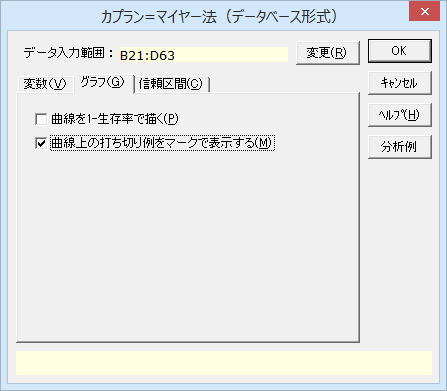 カプラン＝マイヤー法（データベース形式）
データ入力範囲： B21:D63 変更(R) OK
変数(V) グラフ(G) 信頼区間(C) キャンセル
曲線を1-生存率で描く(P) ヘルプ(H)
曲線上の打ち切り例をマークで表示する(M) 分析例